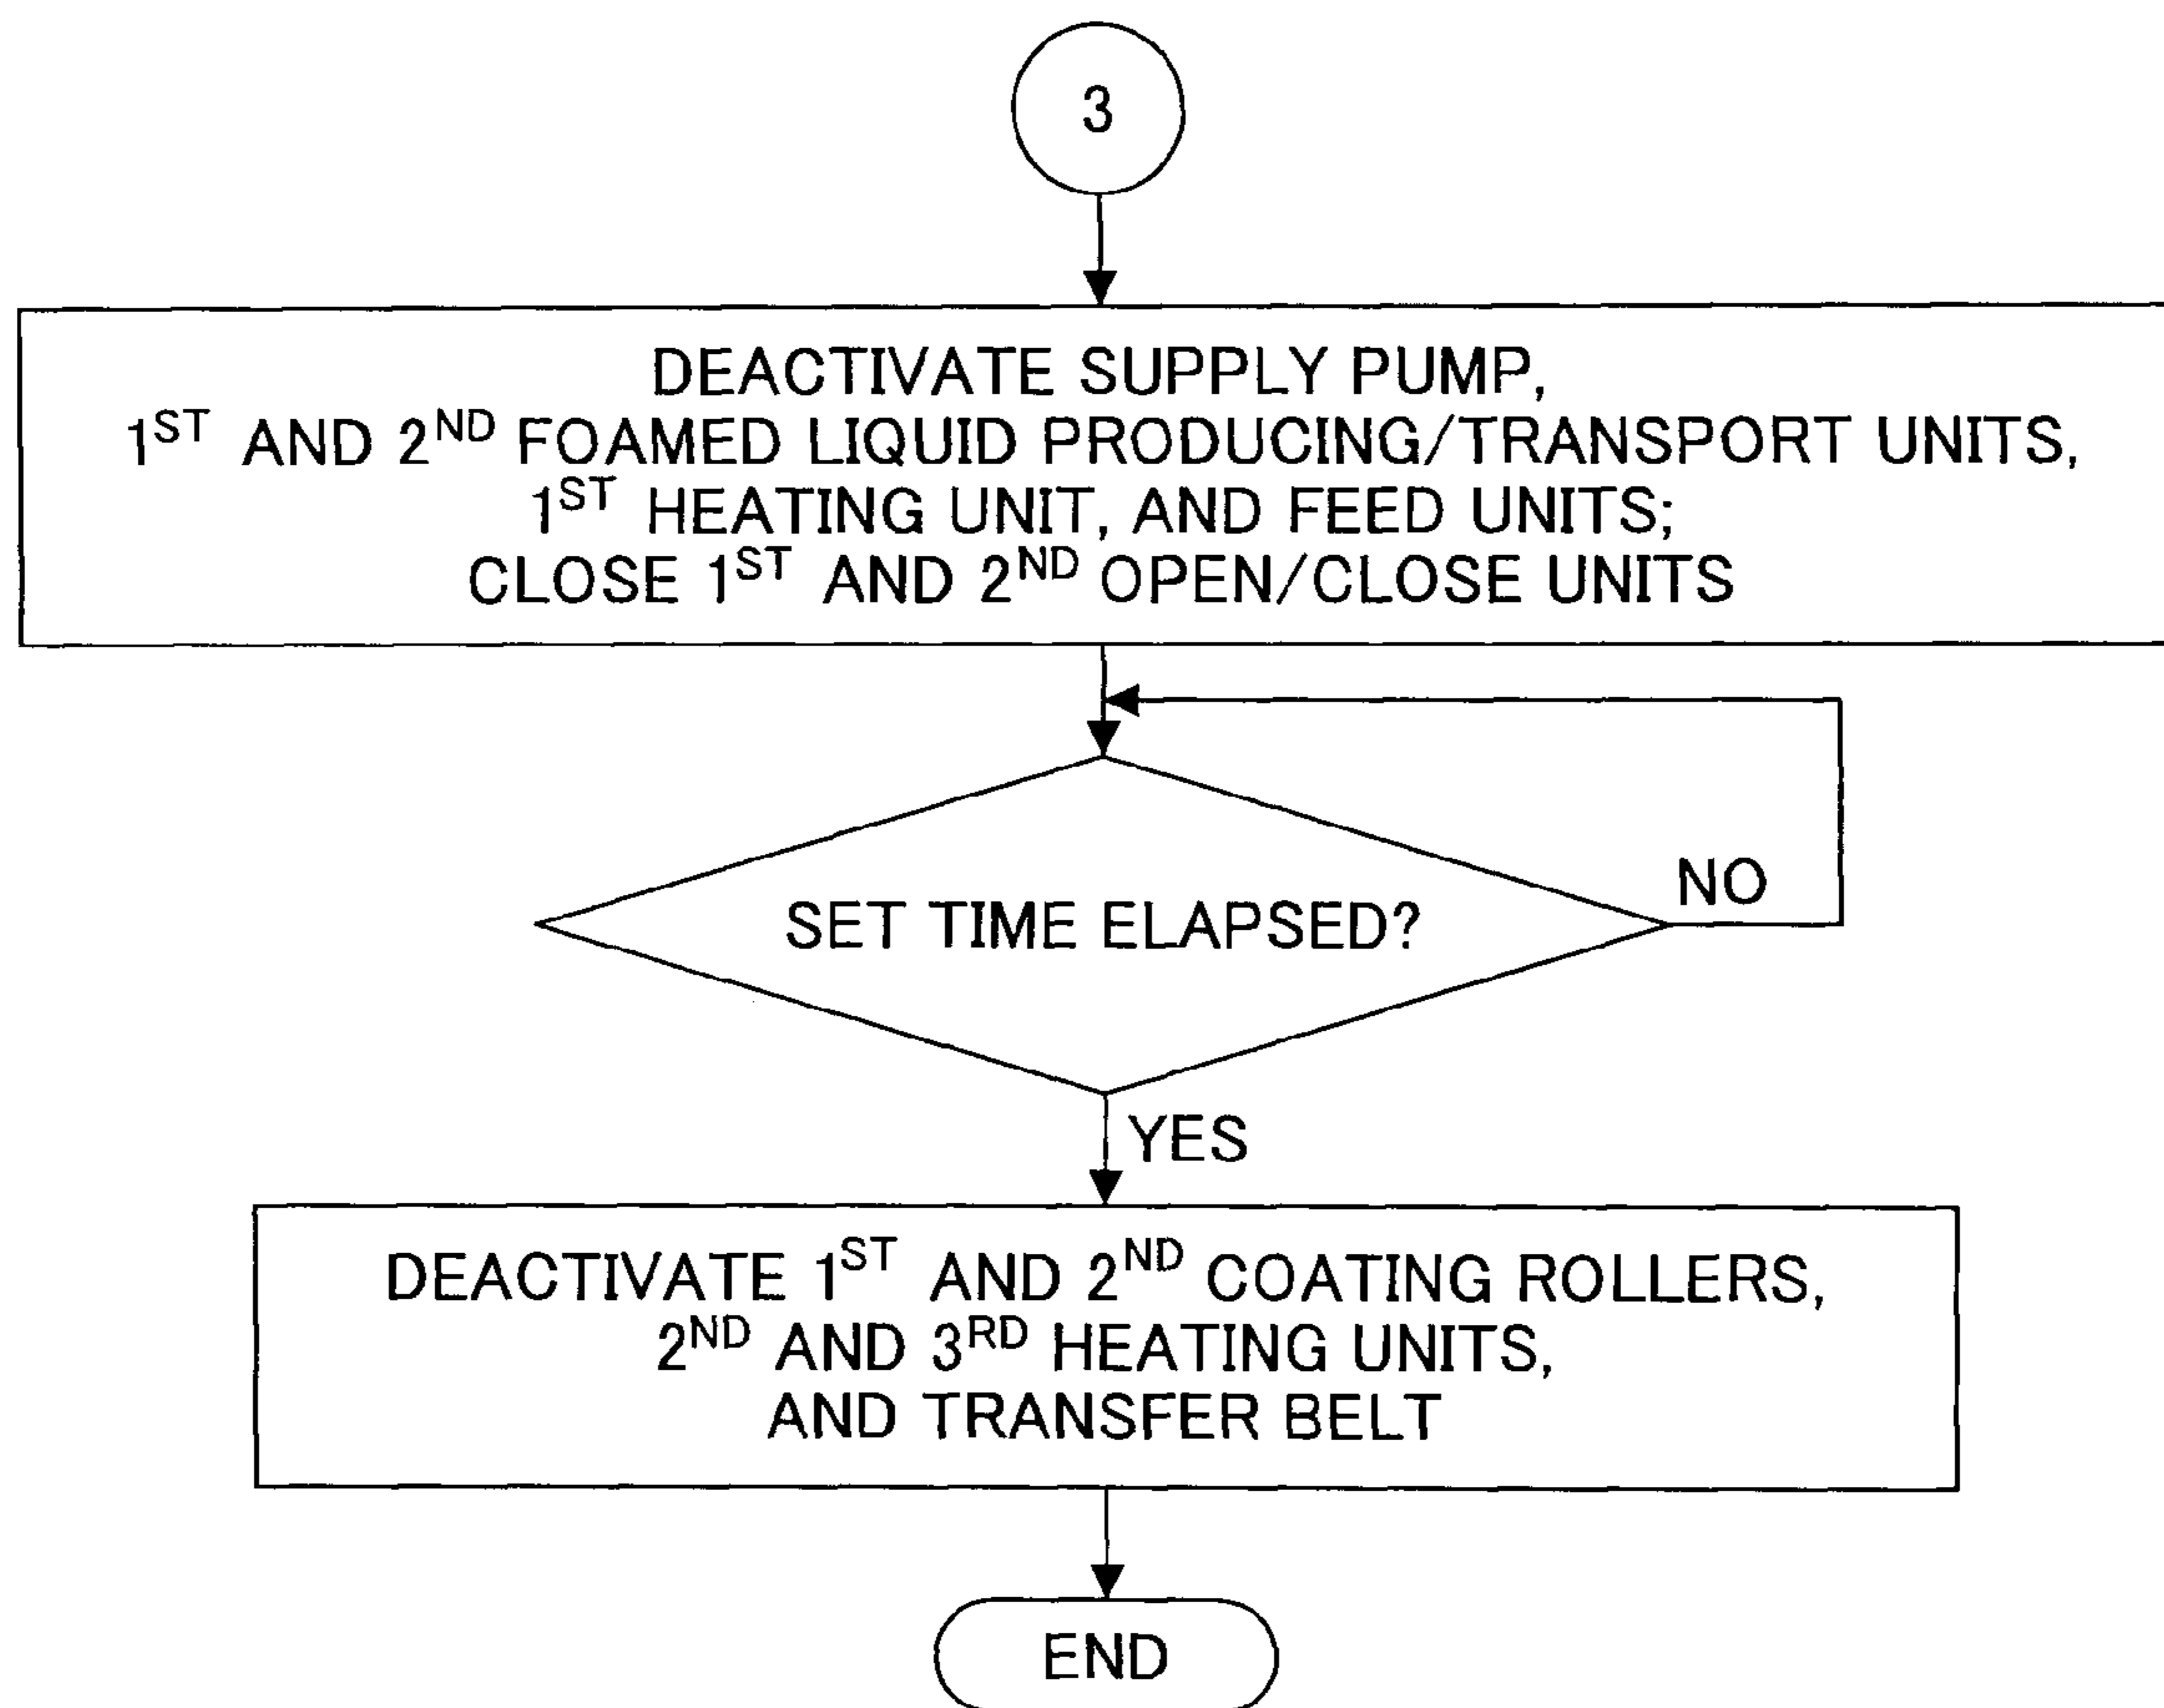 3
DEACTIVATE SUPPLY PUMP,
1ST AND 2ND FOAMED LIQUID PRODUCING/TRANSPORT UNITS,
1ST HEATING UNIT, AND FEED UNITS;
CLOSE 1ST AND 2ND OPEN/CLOSE UNITS
NO
SET TIME ELAPSED?
YES
DEACTIVATE 1ST AND 2ND COATING ROLLERS,
2ND AND 3RD HEATING UNITS,
AND TRANSFER BELT
END